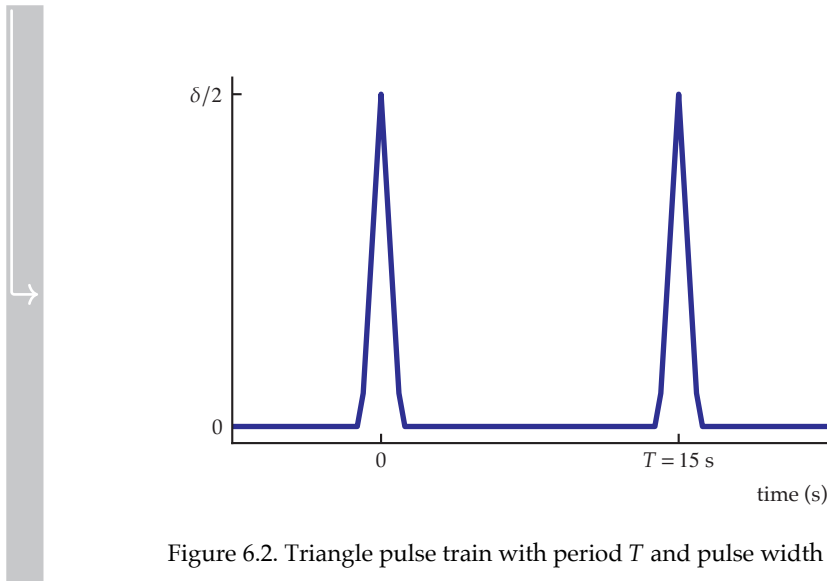 δ/2
0
0
T = 15 s
time (s)
Figure 6.2. Triangle pulse train with period T and pulse width